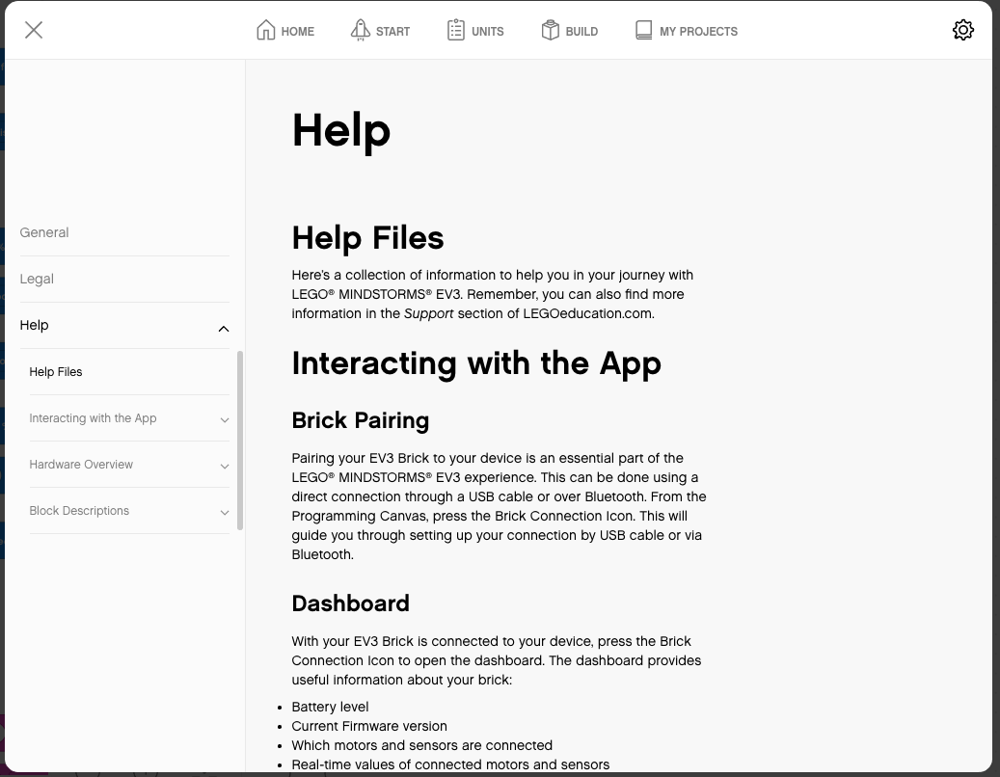 HOME
START
UNITS
BUILD
MY PROJECTS
General
Legal
Help
Help Files
Interacting with the App
Hardware Overview
Block Descriptions
Help
Help Files
Here's a collection of information to help you in your journey with
LEGO® MINDSTORMS® EV3. Remember, you can also find more
information in the Support section of LEGOeducation.com.
Interacting with the App
Brick Pairing
Pairing your EV3 Brick to your device is an essential part of the
LEGO® MINDSTORMS® EV3 experience. This can be done using a
direct connection through a USB cable or over Bluetooth. From the
Programming Canvas, press the Brick Connection Icon. This will
guide you through setting up your connection by USB cable or via
Bluetooth.
Dashboard
With your EV3 Brick is connected to your device, press the Brick
Connection Icon to open the dashboard. The dashboard provides
useful information about your brick:
• Battery level
• Current Firmware version
• Which motors and sensors are connected
• Real-time values of connected motors and sensors